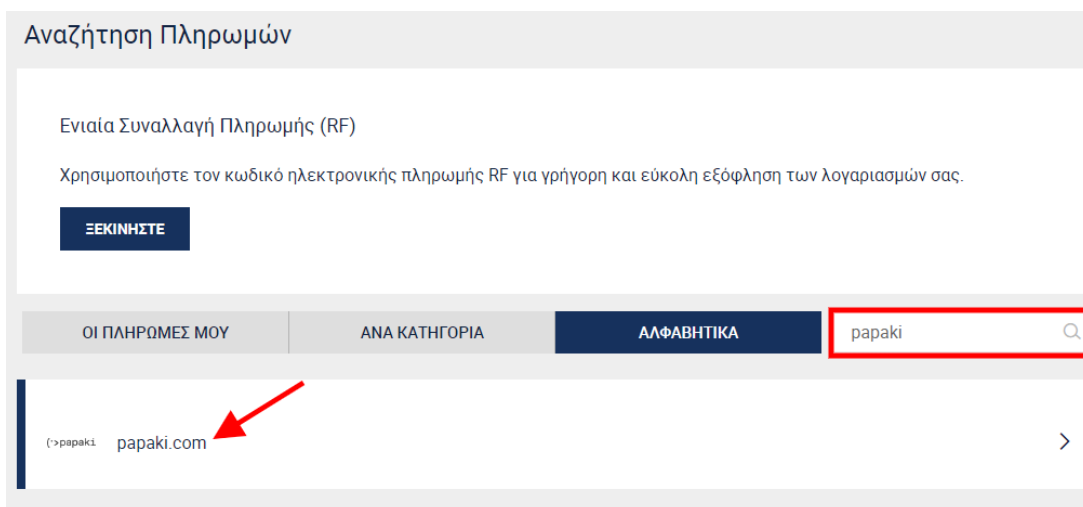 Αναζήτηση Πληρωμών
Ενιαία Συναλλαγή Πληρωμής (RF)
Χρησιμοποιήστε τον κωδικό ηλεκτρονικής πληρωμής RF για γρήγορη και εύκολη εξόφληση των λογαριασμών σας.
ΞΕΚΙΝΗΣΤΕ
ΟΙ ΠΛΗΡΩΜΕΣ ΜΟΥ ΑΝΑ ΚΑΤΗΓΟΡΙΑ ΑΛΦΑΒΗΤΙΚΑ papaki
(·>papaki papaki.com